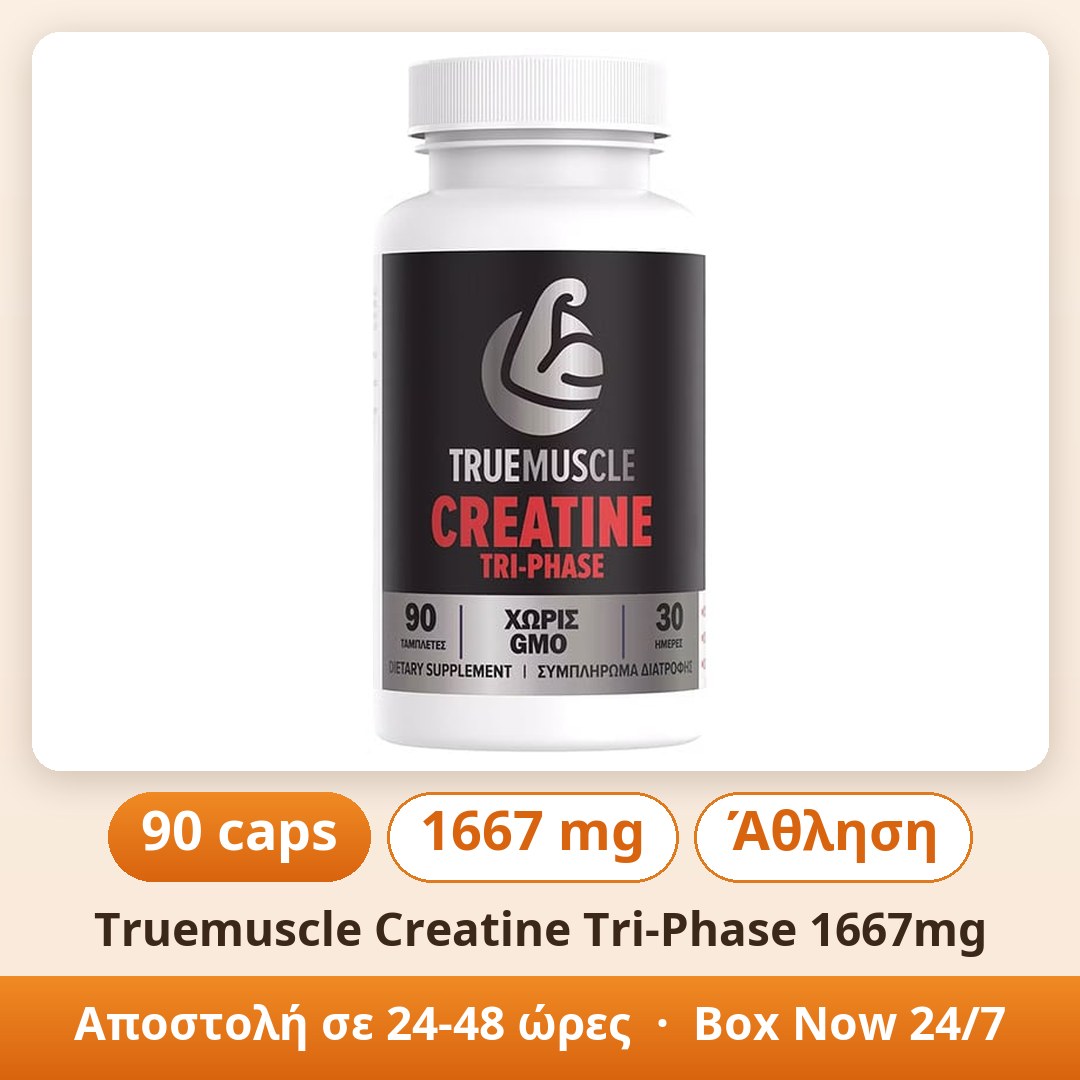 TRUEMUSCLE
CREATINE
TRI-PHASE
90
ΤΑΜΠΛΕΤΕΣ
ΧΩΡΙΣ
GMO
30
ΗΜΕΡΕΣ
DIETARY SUPPLEMENT | ΣΥΜΠΛΗΡΩΜΑ ΔΙΑΤΡΟΦΗΣ
90 caps
1667 mg
Άθληση
Truemuscle Creatine Tri-Phase 1667mg
Αποστολή σε 24-48 ώρες · Box Now 24/7